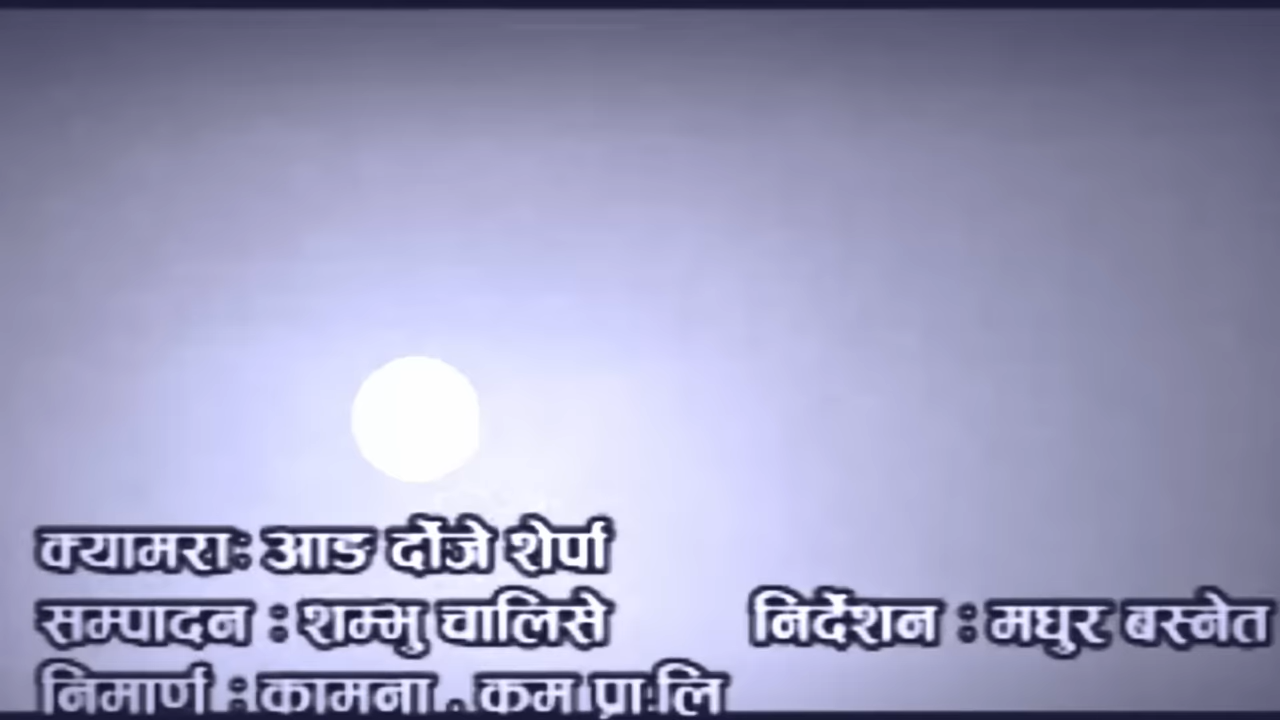 क्यामराः आङ दोंर्जे शेर्पा
सम्पादन : शम्भु चालिसे
निर्देशन : मधुर बस्नेत
निमार्ण : कामना . कम प्रा.लि